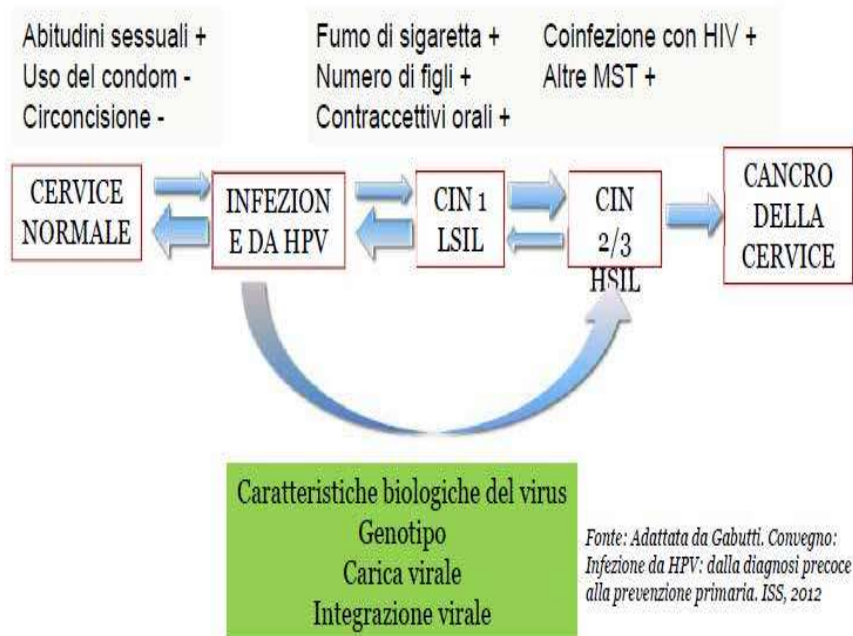 Abitudini sessuali +
Uso del condom -
Circoncisione -
Fumo di sigaretta +
Numero di figli +
Contraccettivi orali +
Coinfezione con HIV +
Altre MST +
CERVICE
NORMALE
INFEZION
E DA HPV
CIN 1
LSIL
CIN
2/3
HSIL
CANCRO
DELLA
CERVICE
Caratteristiche biologiche del virus
Genotipo
Carica virale
Integrazione virale
Fonte: Adattata da Gabutti. Convegno:
Infezione da HPV: dalla diagnosi precoce
alla prevenzione primaria. ISS, 2012